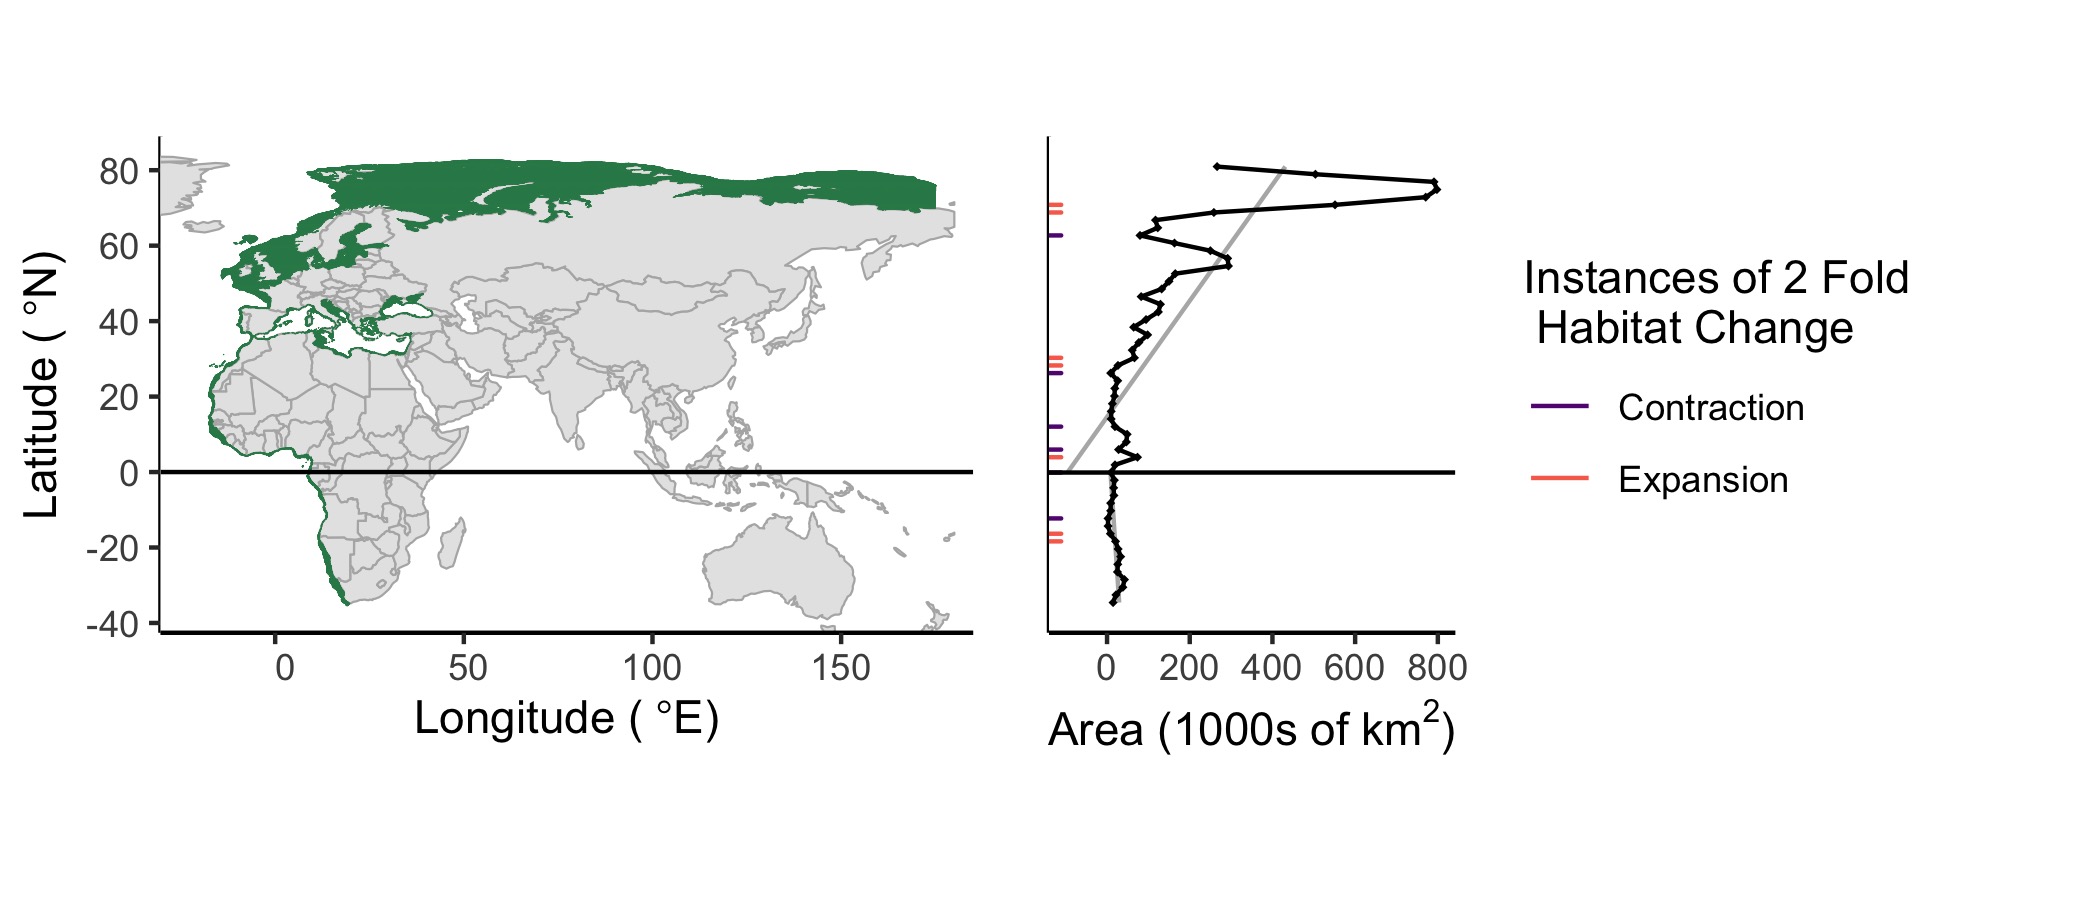 80
60
40
20
0
-20
-40
Latitude ( °N)
0 50 100 150
Longitude ( °E)
0 200 400 600 800
Area (1000s of km²)
Instances of 2 Fold
Habitat Change
Contraction
Expansion